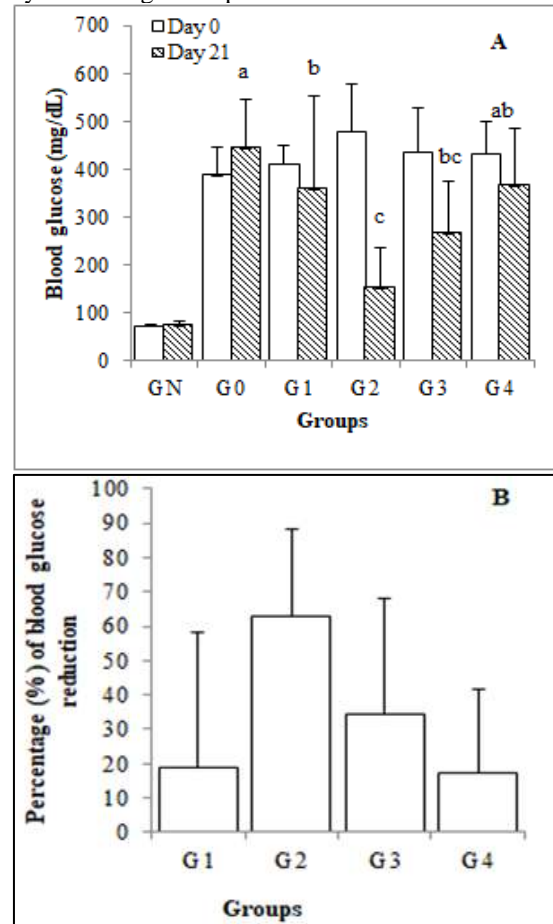 Day 0
Day 21
A
700
600
500
400
300
200
100
0
Blood glucose (mg/dL)
a
b
c
bc
ab
GN G0 G1 G2 G3 G4
Groups
B
100
90
80
70
60
50
40
30
20
10
0
Percentage (%) of blood glucose
reduction
G1 G2 G3 G4
Groups